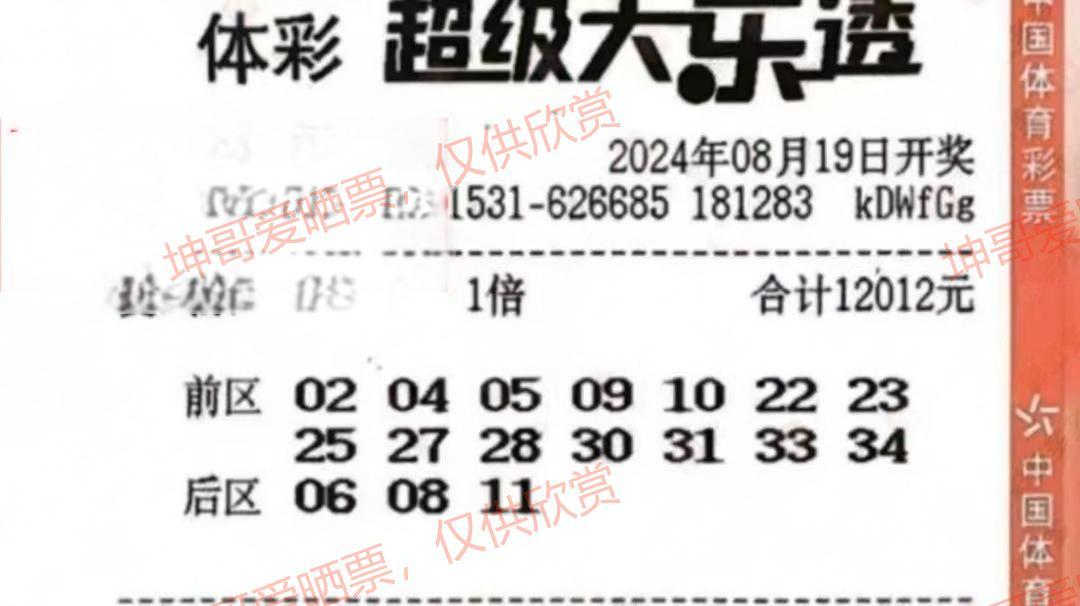 体彩 超级大乐透
2024年08月19日开奖
1531-626685 181283 kDWfGg
1倍 合计12012元
前区 02 04 05 09 10 22 23
25 27 28 30 31 33 34
后区 06 08 11
中国体育彩票
中国体育
坤哥爱晒票，仅供欣赏
坤哥爱
坤哥爱晒票，仅供欣赏